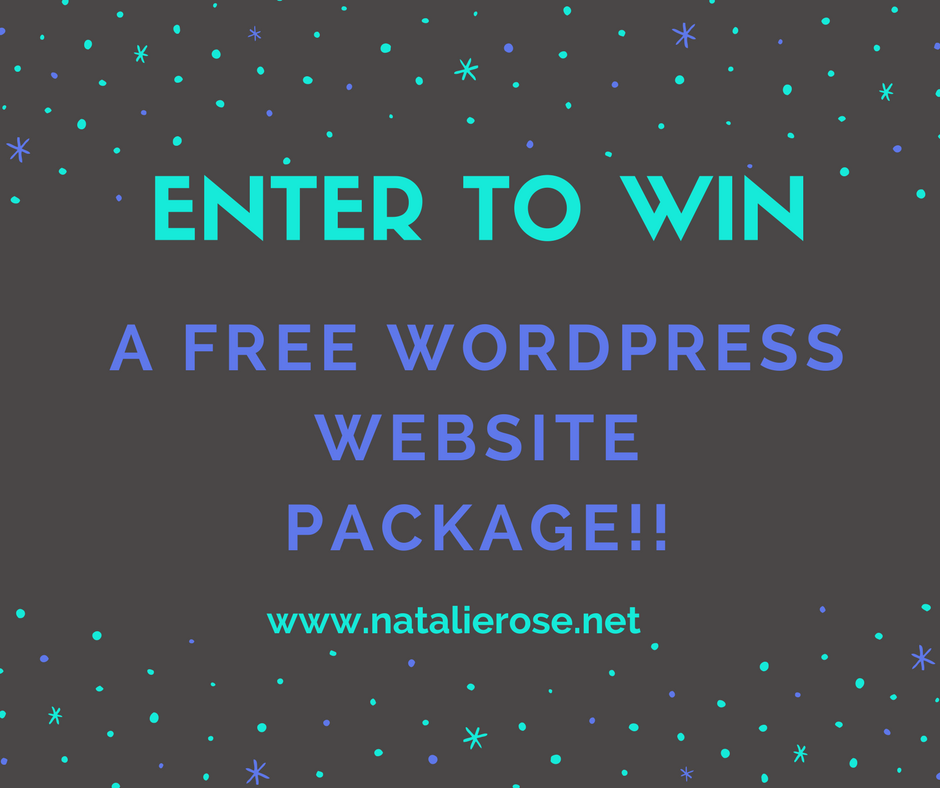 ENTER TO WIN
A FREE WORDPRESS
WEBSITE
PACKAGE!!
www.natalierose.net